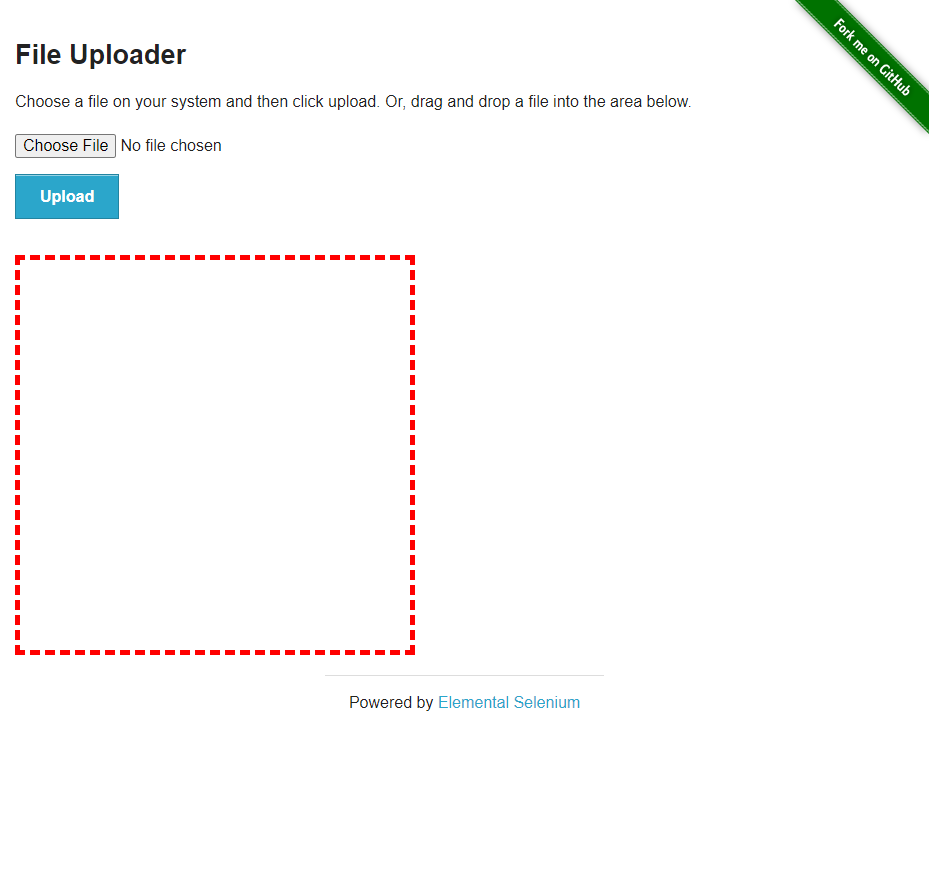 Fork me on GitHub
File Uploader
Choose a file on your system and then click upload. Or, drag and drop a file into the area below.
Choose File No file chosen
Upload
Powered by Elemental Selenium